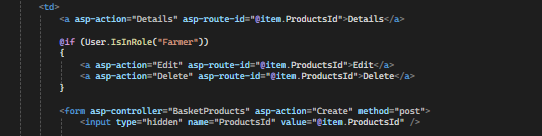 <td>
<a asp-action="Details" asp-route-id="@item.ProductsId">Details</a>
@if (User.IsInRole("Farmer"))
{
<a asp-action="Edit" asp-route-id="@item.ProductsId">Edit</a>
<a asp-action="Delete" asp-route-id="@item.ProductsId">Delete</a>
}
<form asp-controller="BasketProducts" asp-action="Create" method="post">
<input type="hidden" name="ProductsId" value="@item.ProductsId" />